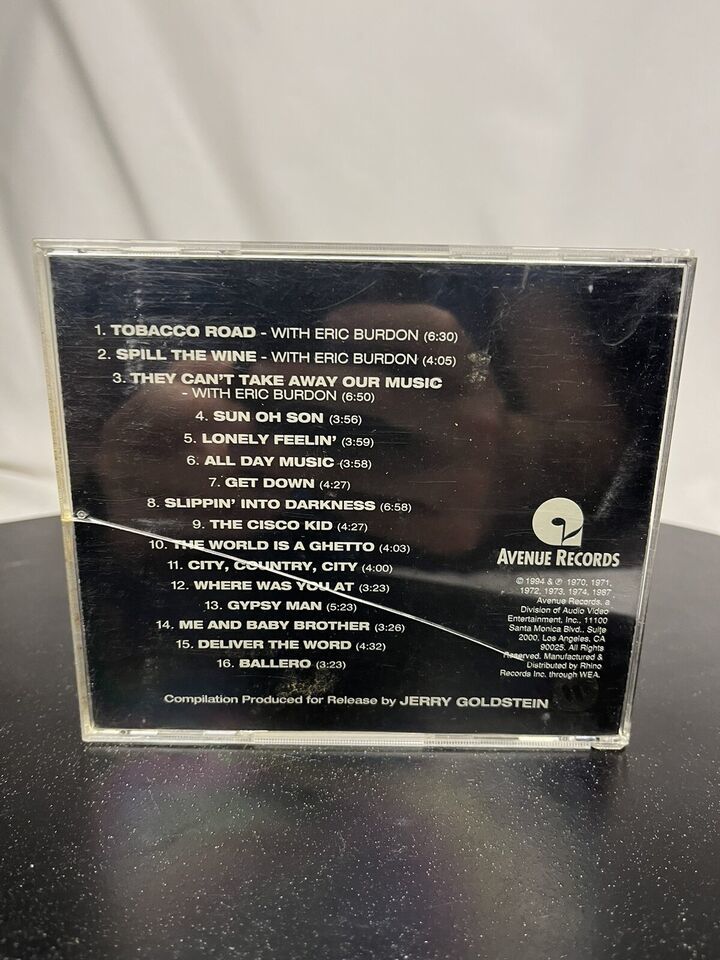 1. TOBACCO ROAD - WITH ERIC BURDON (6:30)
2. SPILL THE WINE - WITH ERIC BURDON (4:05)
3. THEY CAN'T TAKE AWAY OUR MUSIC
- WITH ERIC BURDON (6:50)
4. SUN OH SON (3:56)
5. LONELY FEELIN' (3:59)
6. ALL DAY MUSIC (3:58)
7. GET DOWN (4:27)
8. SLIPPIN' INTO DARKNESS (6:58)
9. THE CISCO KID (4:27)
10. THE WORLD IS A GHETTO (4:03)
11. CITY, COUNTRY, CITY (4:00)
12. WHERE WAS YOU AT (3:23)
13. GYPSY MAN (5:23)
14. ME AND BABY BROTHER (3:26)
15. DELIVER THE WORD (4:32)
16. BALLERO (3:23)
Compilation Produced for Release by JERRY GOLDSTEIN
AVENUE RECORDS
© 1994 & ℗ 1970, 1971,
1972, 1973, 1974, 1987
Avenue Records, a
Division of Audio Video
Entertainment, Inc., 11100
Santa Monica Blvd., Suite
2000, Los Angeles, CA
90025. All Rights
Reserved. Manufactured &
Distributed by Rhino
Records Inc. through WEA.